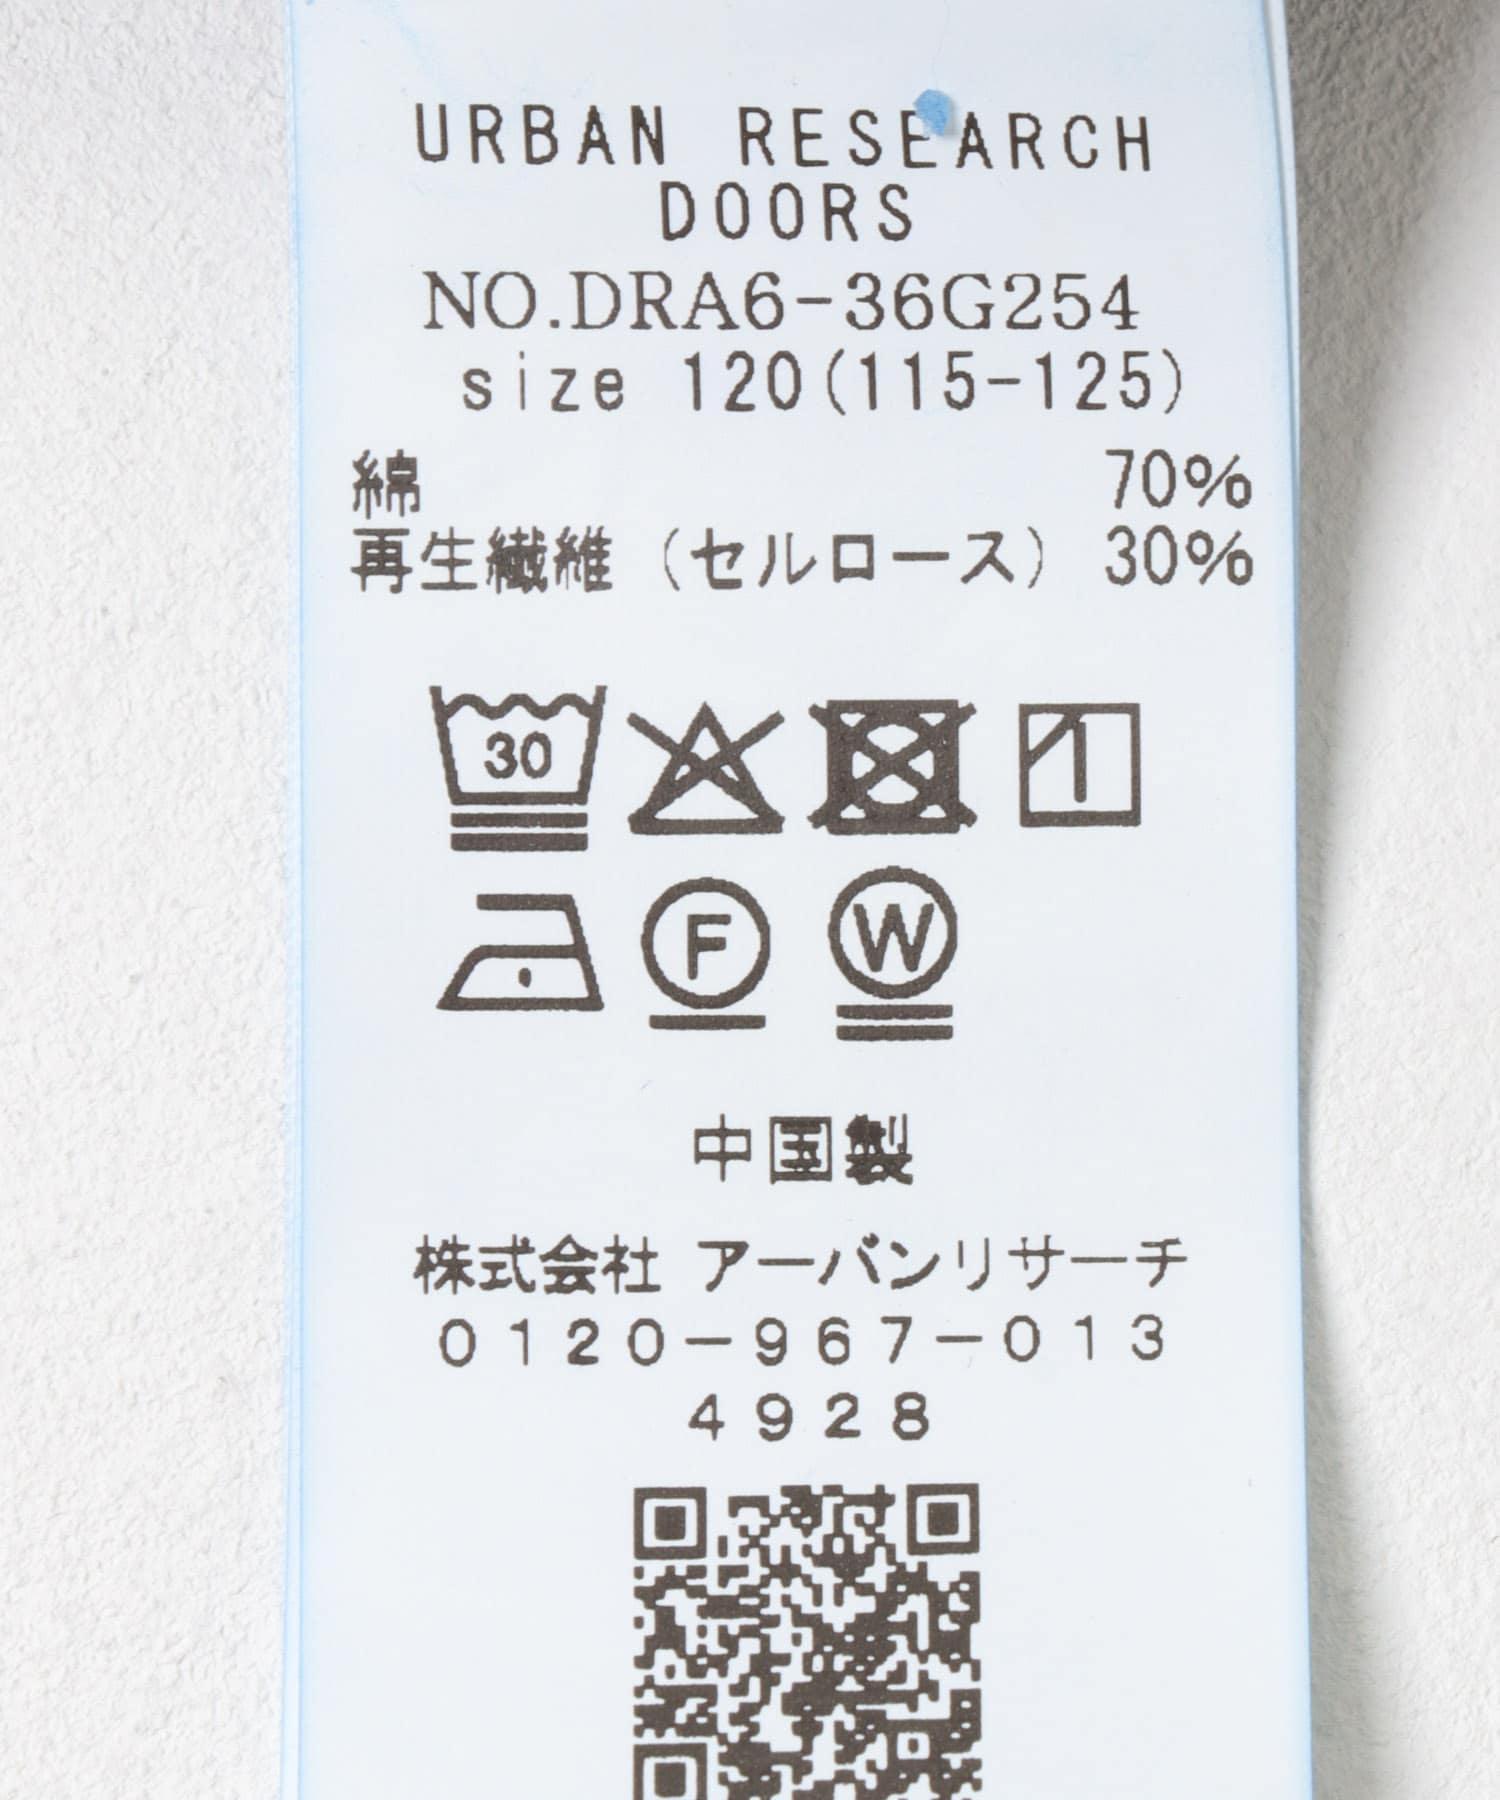 URBAN RESEARCH
DOORS
NO.DRA6-36G254
size 120(115-125)
綿 70%
再生繊維（セルロース） 30%
30
F W
中国製
株式会社 アーバンリサーチ
0120-967-013
4928